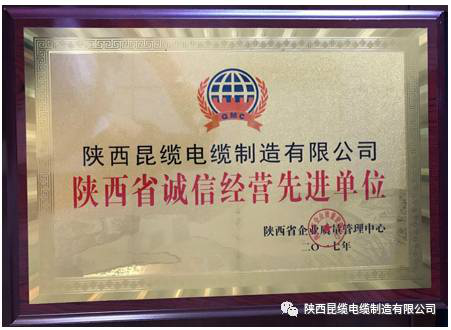 QMC
陕西昆缆电缆制造有限公司
陕西省诚信经营先进单位
陕西省企业质量管理中心
二〇一七年
陕西昆缆电缆制造有限公司